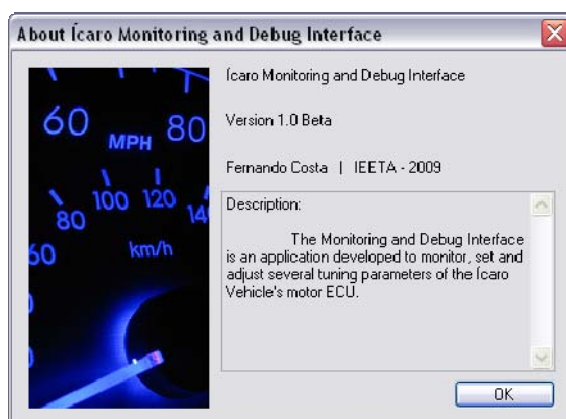 About Ícaro Monitoring and Debug Interface
Ícaro Monitoring and Debug Interface
Version 1.0 Beta
Fernando Costa | IEETA - 2009
Description:
The Monitoring and Debug Interface
is an application developed to monitor, set and
adjust several tuning parameters of the Ícaro
Vehicle's motor ECU.
OK
60 MPH 80
80 100 120 140
60 km/h